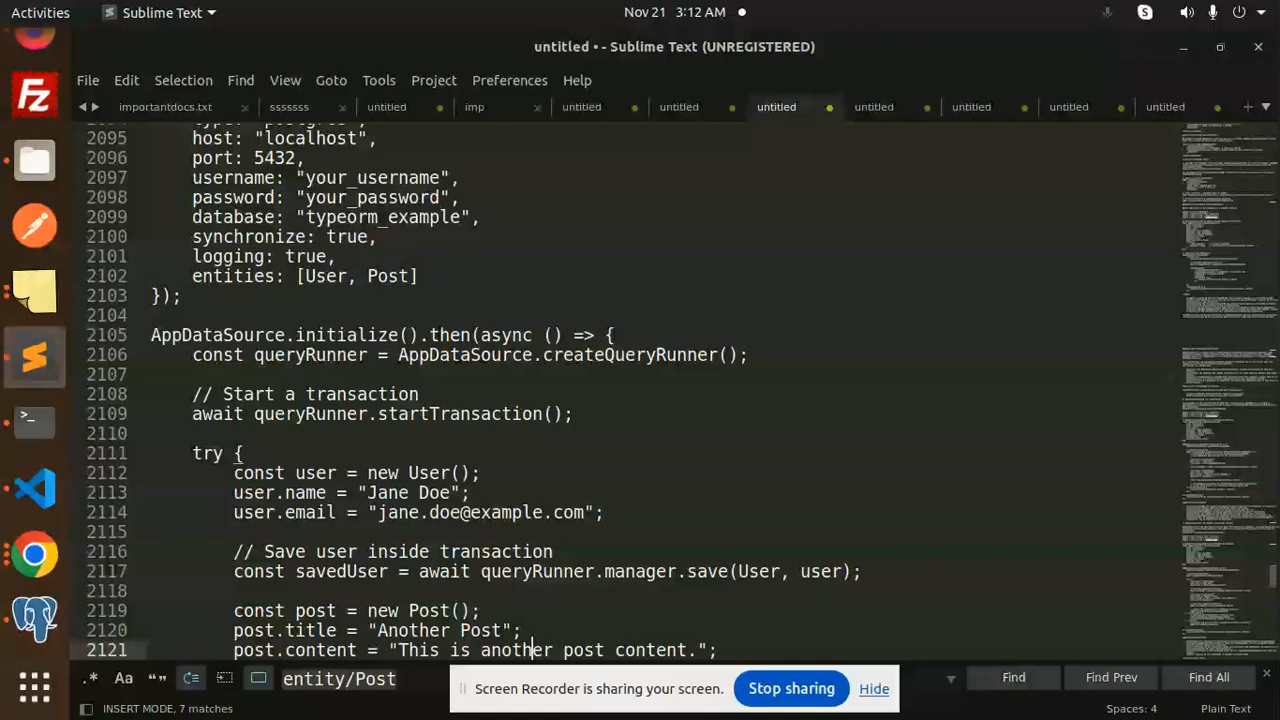 Activities
Sublime Text
Nov 21 3:12 AM
untitled • - Sublime Text (UNREGISTERED)
File Edit Selection Find View Goto Tools Project Preferences Help
importantdocs.txt sssssss untitled imp untitled untitled untitled untitled untitled untitled untitled
2095 host: "localhost",
2096 port: 5432,
2097 username: "your_username",
2098 password: "your_password",
2099 database: "typeorm_example",
2100 synchronize: true,
2101 logging: true,
2102 entities: [User, Post]
2103 });
2104
2105 AppDataSource.initialize().then(async () => {
2106 const queryRunner = AppDataSource.createQueryRunner();
2107
2108 // Start a transaction
2109 await queryRunner.startTransaction();
2110
2111 try {
2112 const user = new User();
2113 user.name = "Jane Doe";
2114 user.email = "jane.doe@example.com";
2115
2116 // Save user inside transaction
2117 const savedUser = await queryRunner.manager.save(User, user);
2118
2119 const post = new Post();
2120 post.title = "Another Post";
2121 post.content = "This is another post content.";
.* Aa “” entity/Post Find Find Prev Find All
Screen Recorder is sharing your screen. Stop sharing Hide
INSERT MODE, 7 matches
Spaces: 4 Plain Text